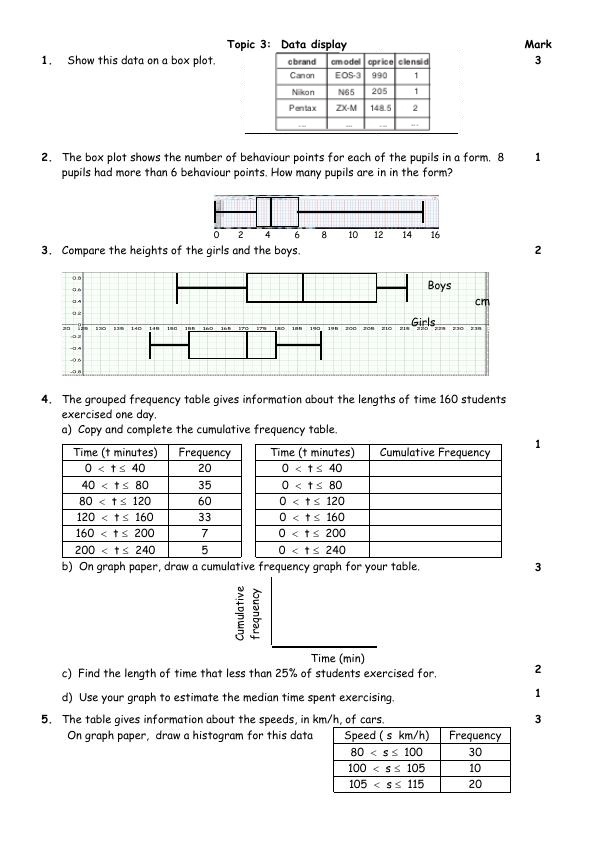 Topic 3: Data display Mark
1. Show this data on a box plot. 3
cbrand cmodel cprice clensid
Canon EOS-3 990 1
Nikon N65 205 1
Pentax ZX-M 148.5 2
... ... ... ...
2. The box plot shows the number of behaviour points for each of the pupils in a form. 8 1
pupils had more than 6 behaviour points. How many pupils are in in the form?
0 2 4 6 8 10 12 14 16
3. Compare the heights of the girls and the boys. 2
0.8
0.6 Boys
0.4 cm
0.2
Girls
120 125 130 135 140 145 150 155 160 165 170 175 180 185 190 195 200 205 210 215 220 225 230 235
-0.2
-0.4
-0.6
-0.8
4. The grouped frequency table gives information about the lengths of time 160 students
exercised one day.
a) Copy and complete the cumulative frequency table.
1
Time (t minutes) Frequency Time (t minutes) Cumulative Frequency
0 < t ≤ 40 20 0 < t ≤ 40
40 < t ≤ 80 35 0 < t ≤ 80
80 < t ≤ 120 60 0 < t ≤ 120
120 < t ≤ 160 33 0 < t ≤ 160
160 < t ≤ 200 7 0 < t ≤ 200
200 < t ≤ 240 5 0 < t ≤ 240
b) On graph paper, draw a cumulative frequency graph for your table. 3
Cumulative
frequency
Time (min)
c) Find the length of time that less than 25% of students exercised for. 2
d) Use your graph to estimate the median time spent exercising. 1
5. The table gives information about the speeds, in km/h, of cars. 3
On graph paper, draw a histogram for this data
Speed ( s km/h) Frequency
80 < s ≤ 100 30
100 < s ≤ 105 10
105 < s ≤ 115 20